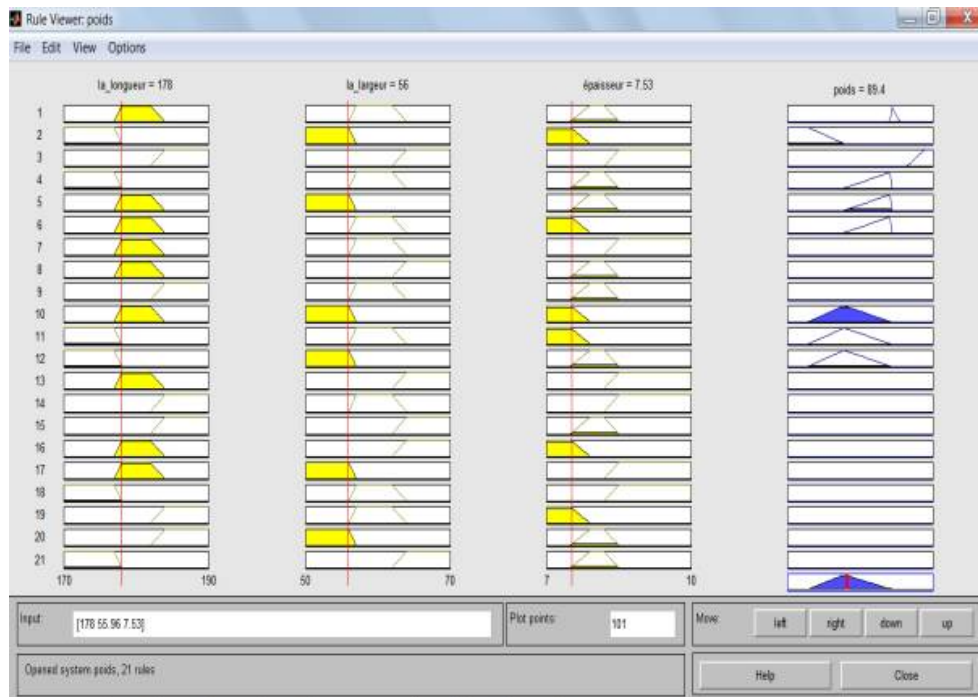 Rule Viewer: poids
File Edit View Options
la_longueur = 178
la_largeur = 56
épaisseur = 7.53
poids = 89.4
1
2
3
4
5
6
7
8
9
10
11
12
13
14
15
16
17
18
19
20
21
170 190 50 70 7 10
Input: [178 55.96 7.53]
Plot points: 101
Move: left right down up
Opened system poids, 21 rules
Help Close